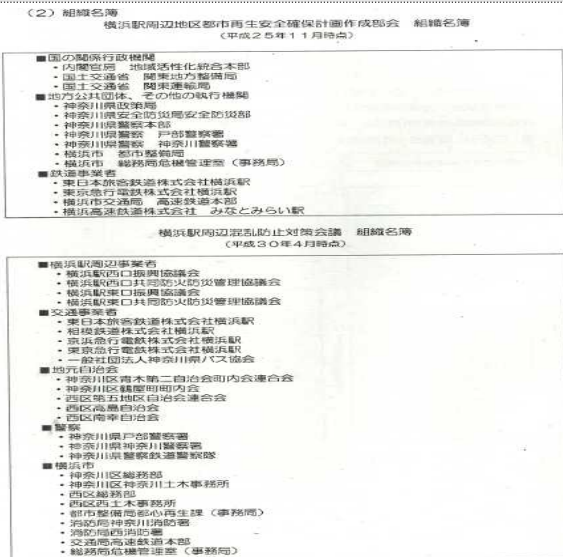 （２）組織名簿
横浜駅周辺地区都市再生安全確保計画作成部会　組織名簿
（平成２５年１１月時点）
■国の関係行政機関
・内閣官房　地域活性化統合本部
・国土交通省　関東地方整備局
・国土交通省　関東運輸局
■地方公共団体、その他の執行機関
・神奈川県政策局
・神奈川県安全防災局安全防災部
・神奈川県警察本部
・神奈川県警察　戸部警察署
・神奈川県警察　神奈川警察署
・横浜市　都市整備局
・横浜市　総務局危機管理室（事務局）
■鉄道事業者
・東日本旅客鉄道株式会社横浜駅
・東京急行電鉄株式会社横浜駅
・横浜市交通局　高速鉄道本部
・横浜高速鉄道株式会社　みなとみらい駅
横浜駅周辺混乱防止対策会議　組織名簿
（平成３０年４月時点）
■横浜駅周辺事業者
・横浜駅西口振興協議会
・横浜駅西口共同防火防災管理協議会
・横浜駅東口振興協議会
・横浜駅東口共同防火防災管理協議会
■交通事業者
・東日本旅客鉄道株式会社横浜駅
・相模鉄道株式会社横浜駅
・京浜急行電鉄株式会社横浜駅
・東京急行電鉄株式会社横浜駅
・一般社団法人神奈川県バス協会
■地元自治会
・神奈川区青木第二自治会町内会連合会
・神奈川区鶴屋町町内会
・西区第五地区自治会連合会
・西区高島自治会
・西区南幸自治会
■警察
・神奈川県戸部警察署
・神奈川県神奈川警察署
・神奈川県警察鉄道警察隊
■横浜市
・神奈川区総務部
・神奈川区神奈川土木事務所
・西区総務部
・西区西土木事務所
・都市整備局都心再生課（事務局）
・消防局神奈川消防署
・消防局西消防署
・交通局高速鉄道本部
・総務局危機管理室（事務局）